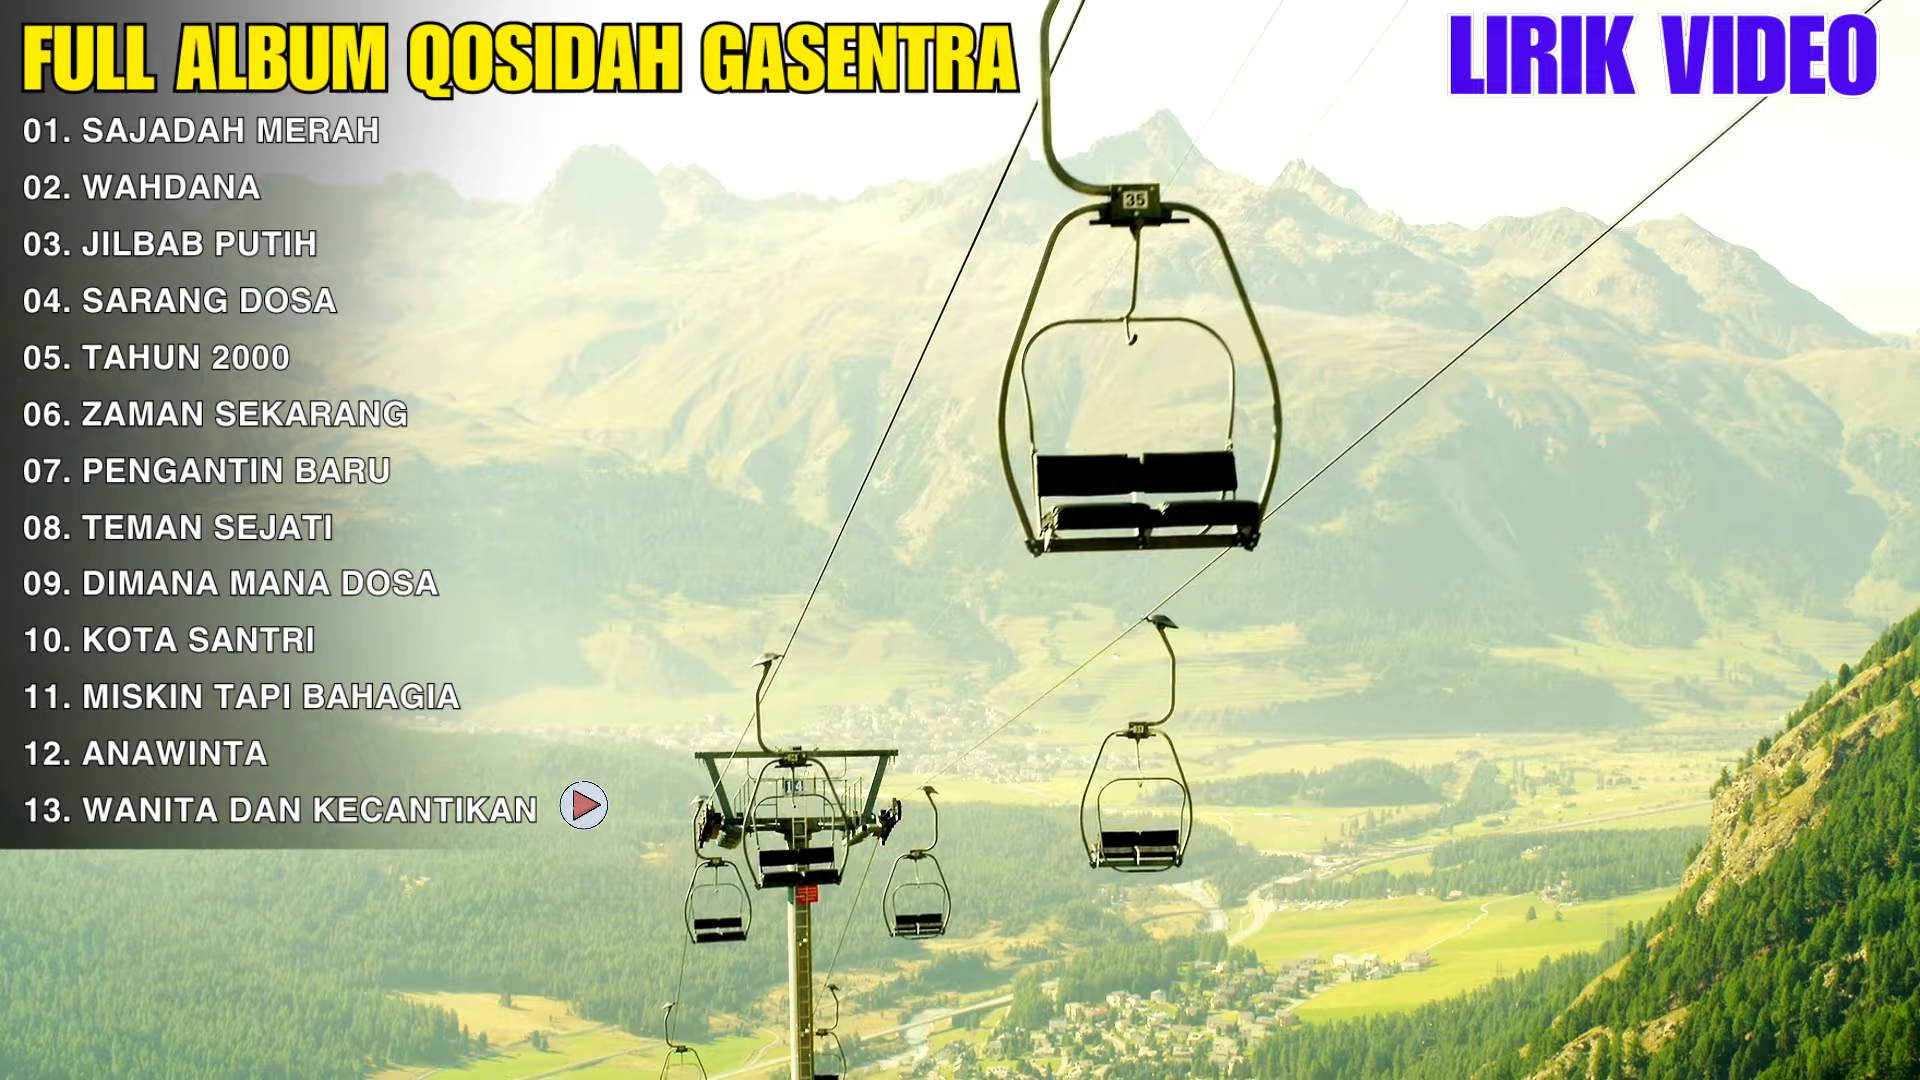 FULL ALBUM QOSIDAH GASENTRA
LIRIK VIDEO
01. SAJADAH MERAH
02. WAHDANA
03. JILBAB PUTIH
04. SARANG DOSA
05. TAHUN 2000
06. ZAMAN SEKARANG
07. PENGANTIN BARU
08. TEMAN SEJATI
09. DIMANA MANA DOSA
10. KOTA SANTRI
11. MISKIN TAPI BAHAGIA
12. ANAWINTA
13. WANITA DAN KECANTIKAN
35
14